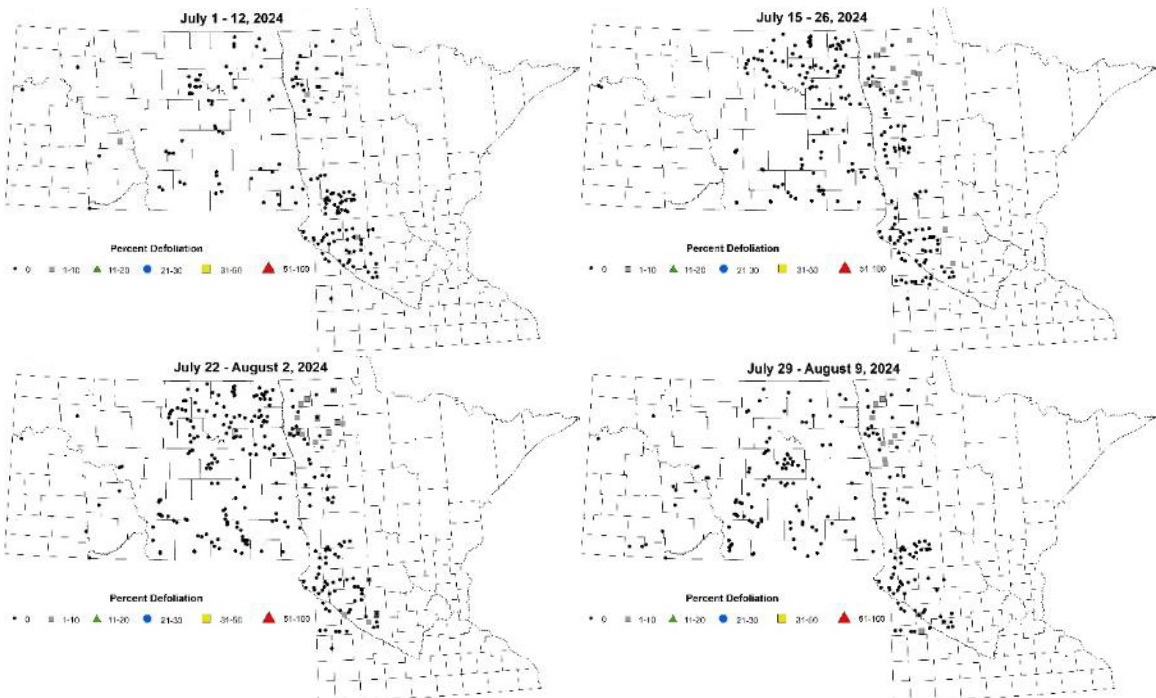 July 1 - 12, 2024
Percent Defoliation
0 1-10 11-20 21-30 31-50 51-100
July 15 - 26, 2024
Percent Defoliation
0 1-10 11-20 21-30 31-50 51-100
July 22 - August 2, 2024
Percent Defoliation
0 1-10 11-20 21-30 31-50 51-100
July 29 - August 9, 2024
Percent Defoliation
0 1-10 11-20 21-30 31-50 51-100